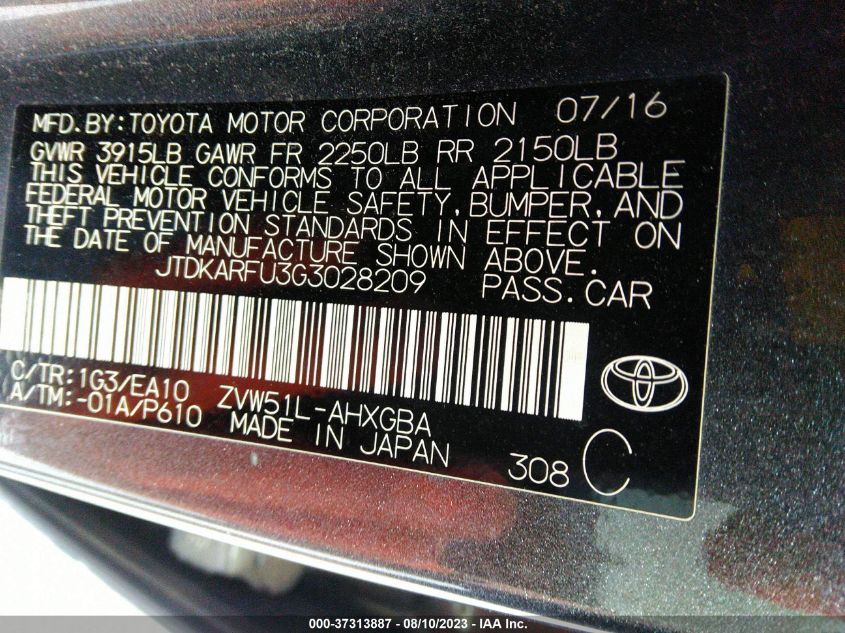 MFD.BY:TOYOTA MOTOR CORPORATION 07/16
GVWR 3915LB GAWR FR 2250LB RR 2150LB
THIS VEHICLE CONFORMS TO ALL APPLICABLE
FEDERAL MOTOR VEHICLE SAFETY,BUMPER,AND
THEFT PREVENTION STANDARDS IN EFFECT ON
THE DATE OF MANUFACTURE SHOWN ABOVE.
JTDKARFU3G3028209 PASS.CAR
C/TR:1G3/EA10 ZVW51L-AHXGBA
A/TM:-01A/P610 MADE IN JAPAN
308 C
000-37313887 - 08/10/2023 - IAA Inc.